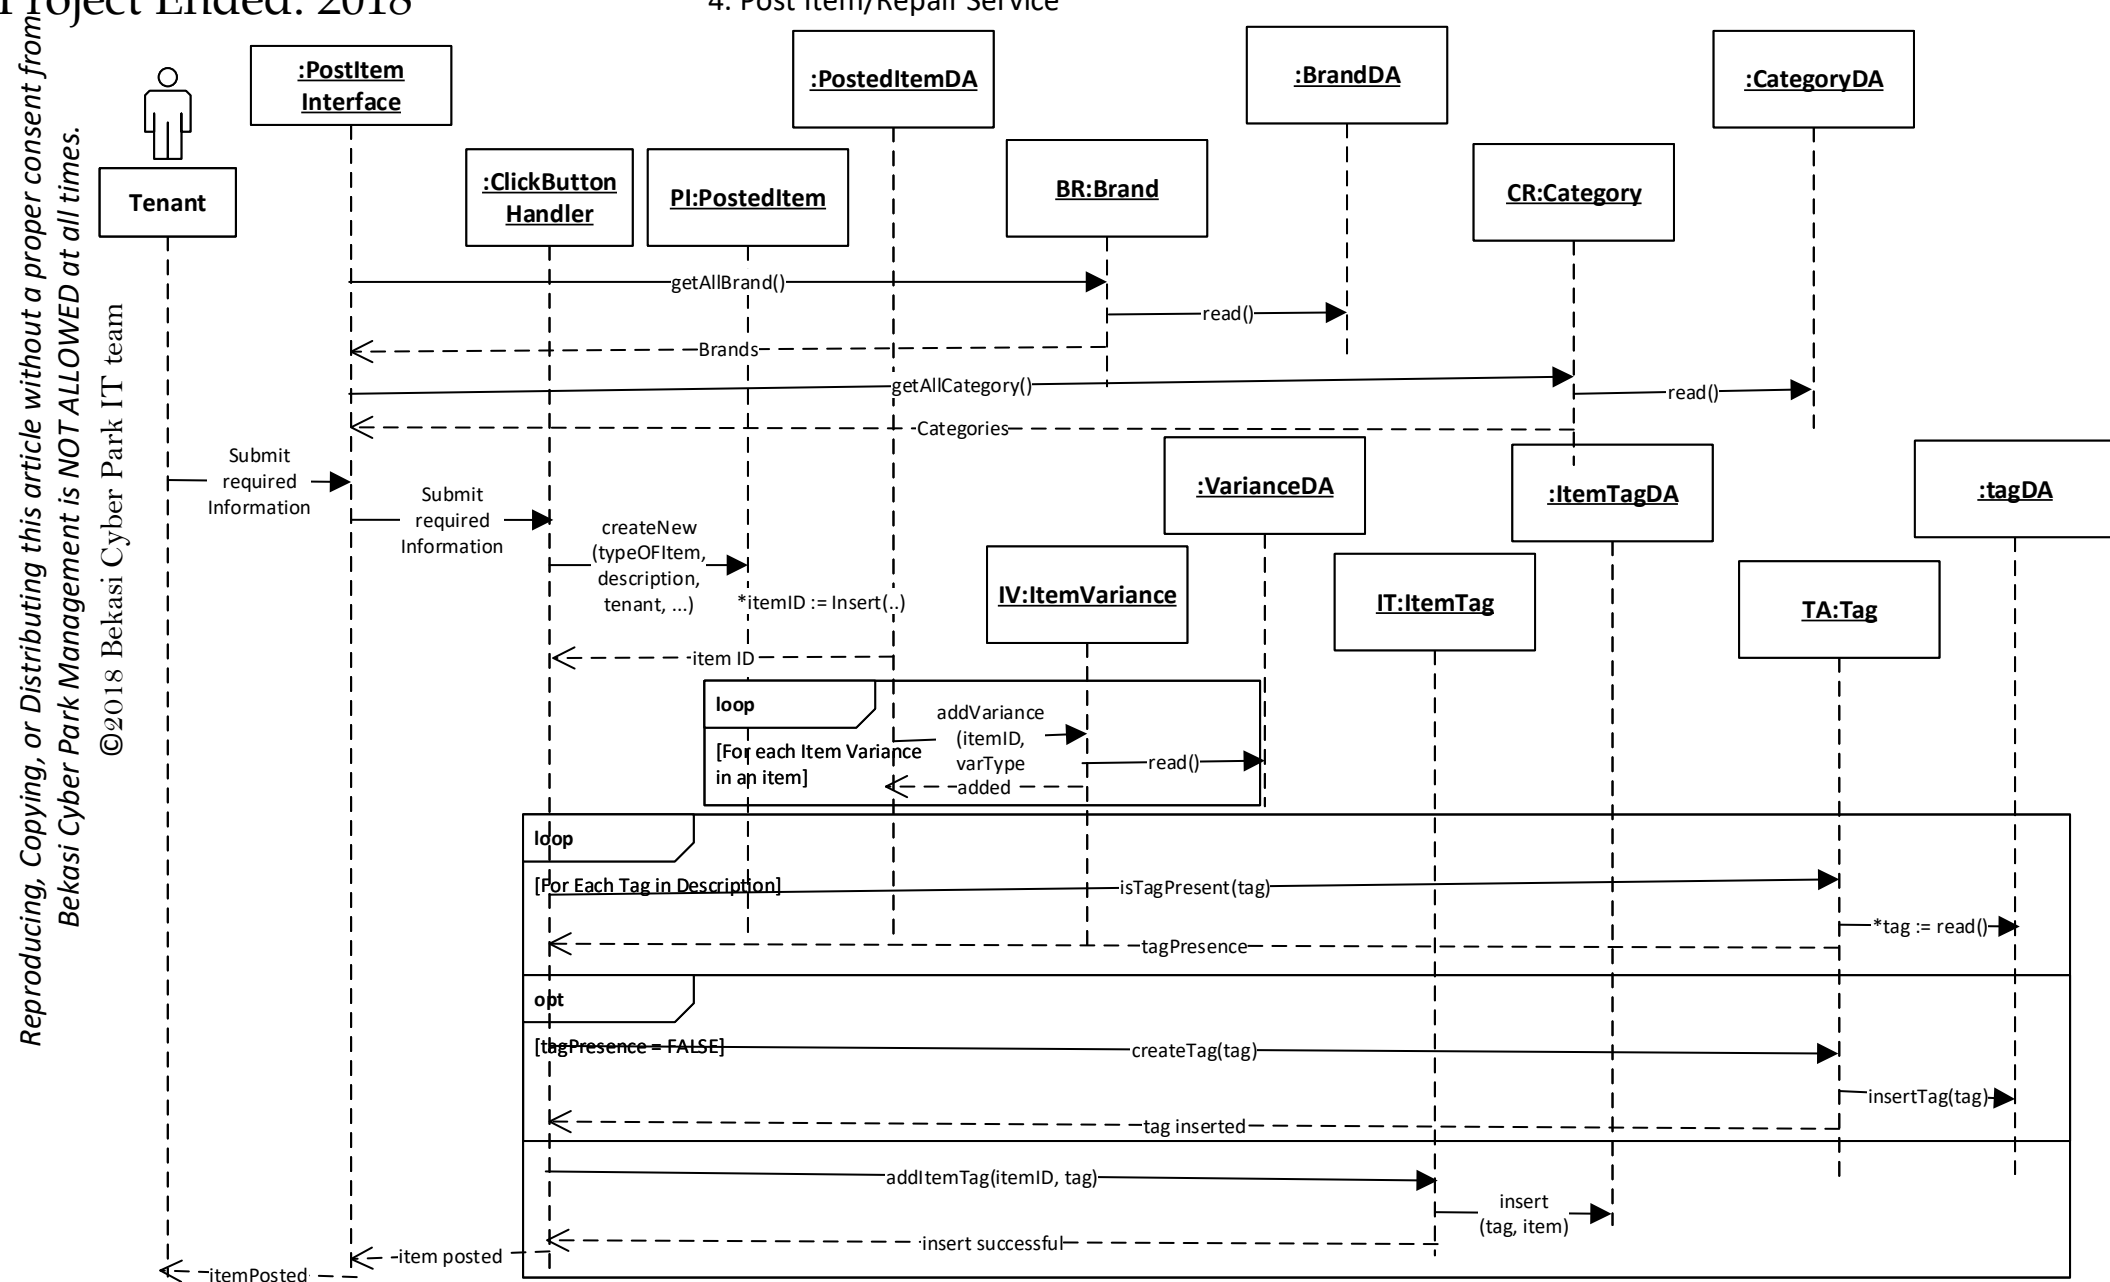 Project Ended: 2018
4. Post Item/Repair Service
Reproducing, Copying, or Distributing this article without a proper consent from
Bekasi Cyber Park Management is NOT ALLOWED at all times.
©2018 Bekasi Cyber Park IT team
Tenant
:PostItem
Interface
:ClickButton
Handler
PI:PostedItem
:PostedItemDA
BR:Brand
:BrandDA
CR:Category
:CategoryDA
getAllBrand()
read()
Brands
getAllCategory()
read()
Categories
Submit
required
Information
Submit
required
Information
createNew
(typeOFItem,
description,
tenant, ...)
*itemID := Insert(..)
item ID
:VarianceDA
:ItemTagDA
:tagDA
IV:ItemVariance
IT:ItemTag
TA:Tag
loop
[For each Item Variance
in an item]
addVariance
(itemID,
varType
read()
added
loop
[For Each Tag in Description]
isTagPresent(tag)
*tag := read()
tagPresence
opt
[tagPresence = FALSE]
createTag(tag)
insertTag(tag)
tag inserted
addItemTag(itemID, tag)
insert
(tag, item)
insert successful
item posted
itemPosted